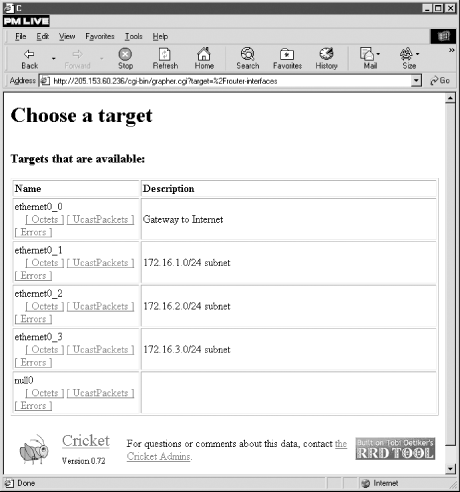 C
PM LIVE
File Edit View Favorites Tools Help
Back Forward Stop Refresh Home Search Favorites History Mail Size
Address http://205.153.60.236/cgi-bin/grapher.cgi?target=%2Frouter-interfaces Go
Choose a target
Targets that are available:
Name Description
ethernet0_0
[ Octets ] [ UcastPackets ] Gateway to Internet
[ Errors ]
ethernet0_1
[ Octets ] [ UcastPackets ] 172.16.1.0/24 subnet
[ Errors ]
ethernet0_2
[ Octets ] [ UcastPackets ] 172.16.2.0/24 subnet
[ Errors ]
ethernet0_3
[ Octets ] [ UcastPackets ] 172.16.3.0/24 subnet
[ Errors ]
null0
[ Octets ] [ UcastPackets ]
[ Errors ]
Cricket
Version 0.72
For questions or comments about this data, contact the
Cricket Admins.
Built on Tobi Oetiker's
RRD TOOL
Done Internet